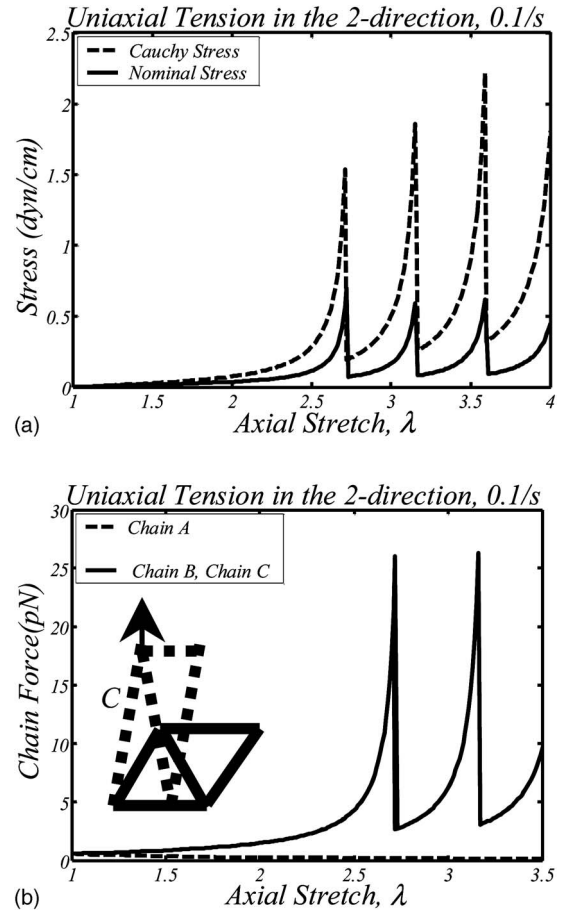 Uniaxial Tension in the 2-direction, 0.1/s
Cauchy Stress
Nominal Stress
Stress (dyn/cm)
2.5
2
1.5
1
0.5
0
1
1.5
2
2.5
3
3.5
4
Axial Stretch, λ
(a)
Uniaxial Tension in the 2-direction, 0.1/s
Chain A
Chain B, Chain C
Chain Force(pN)
30
25
20
15
10
5
0
C
1
1.5
2
2.5
3
3.5
Axial Stretch, λ
(b)